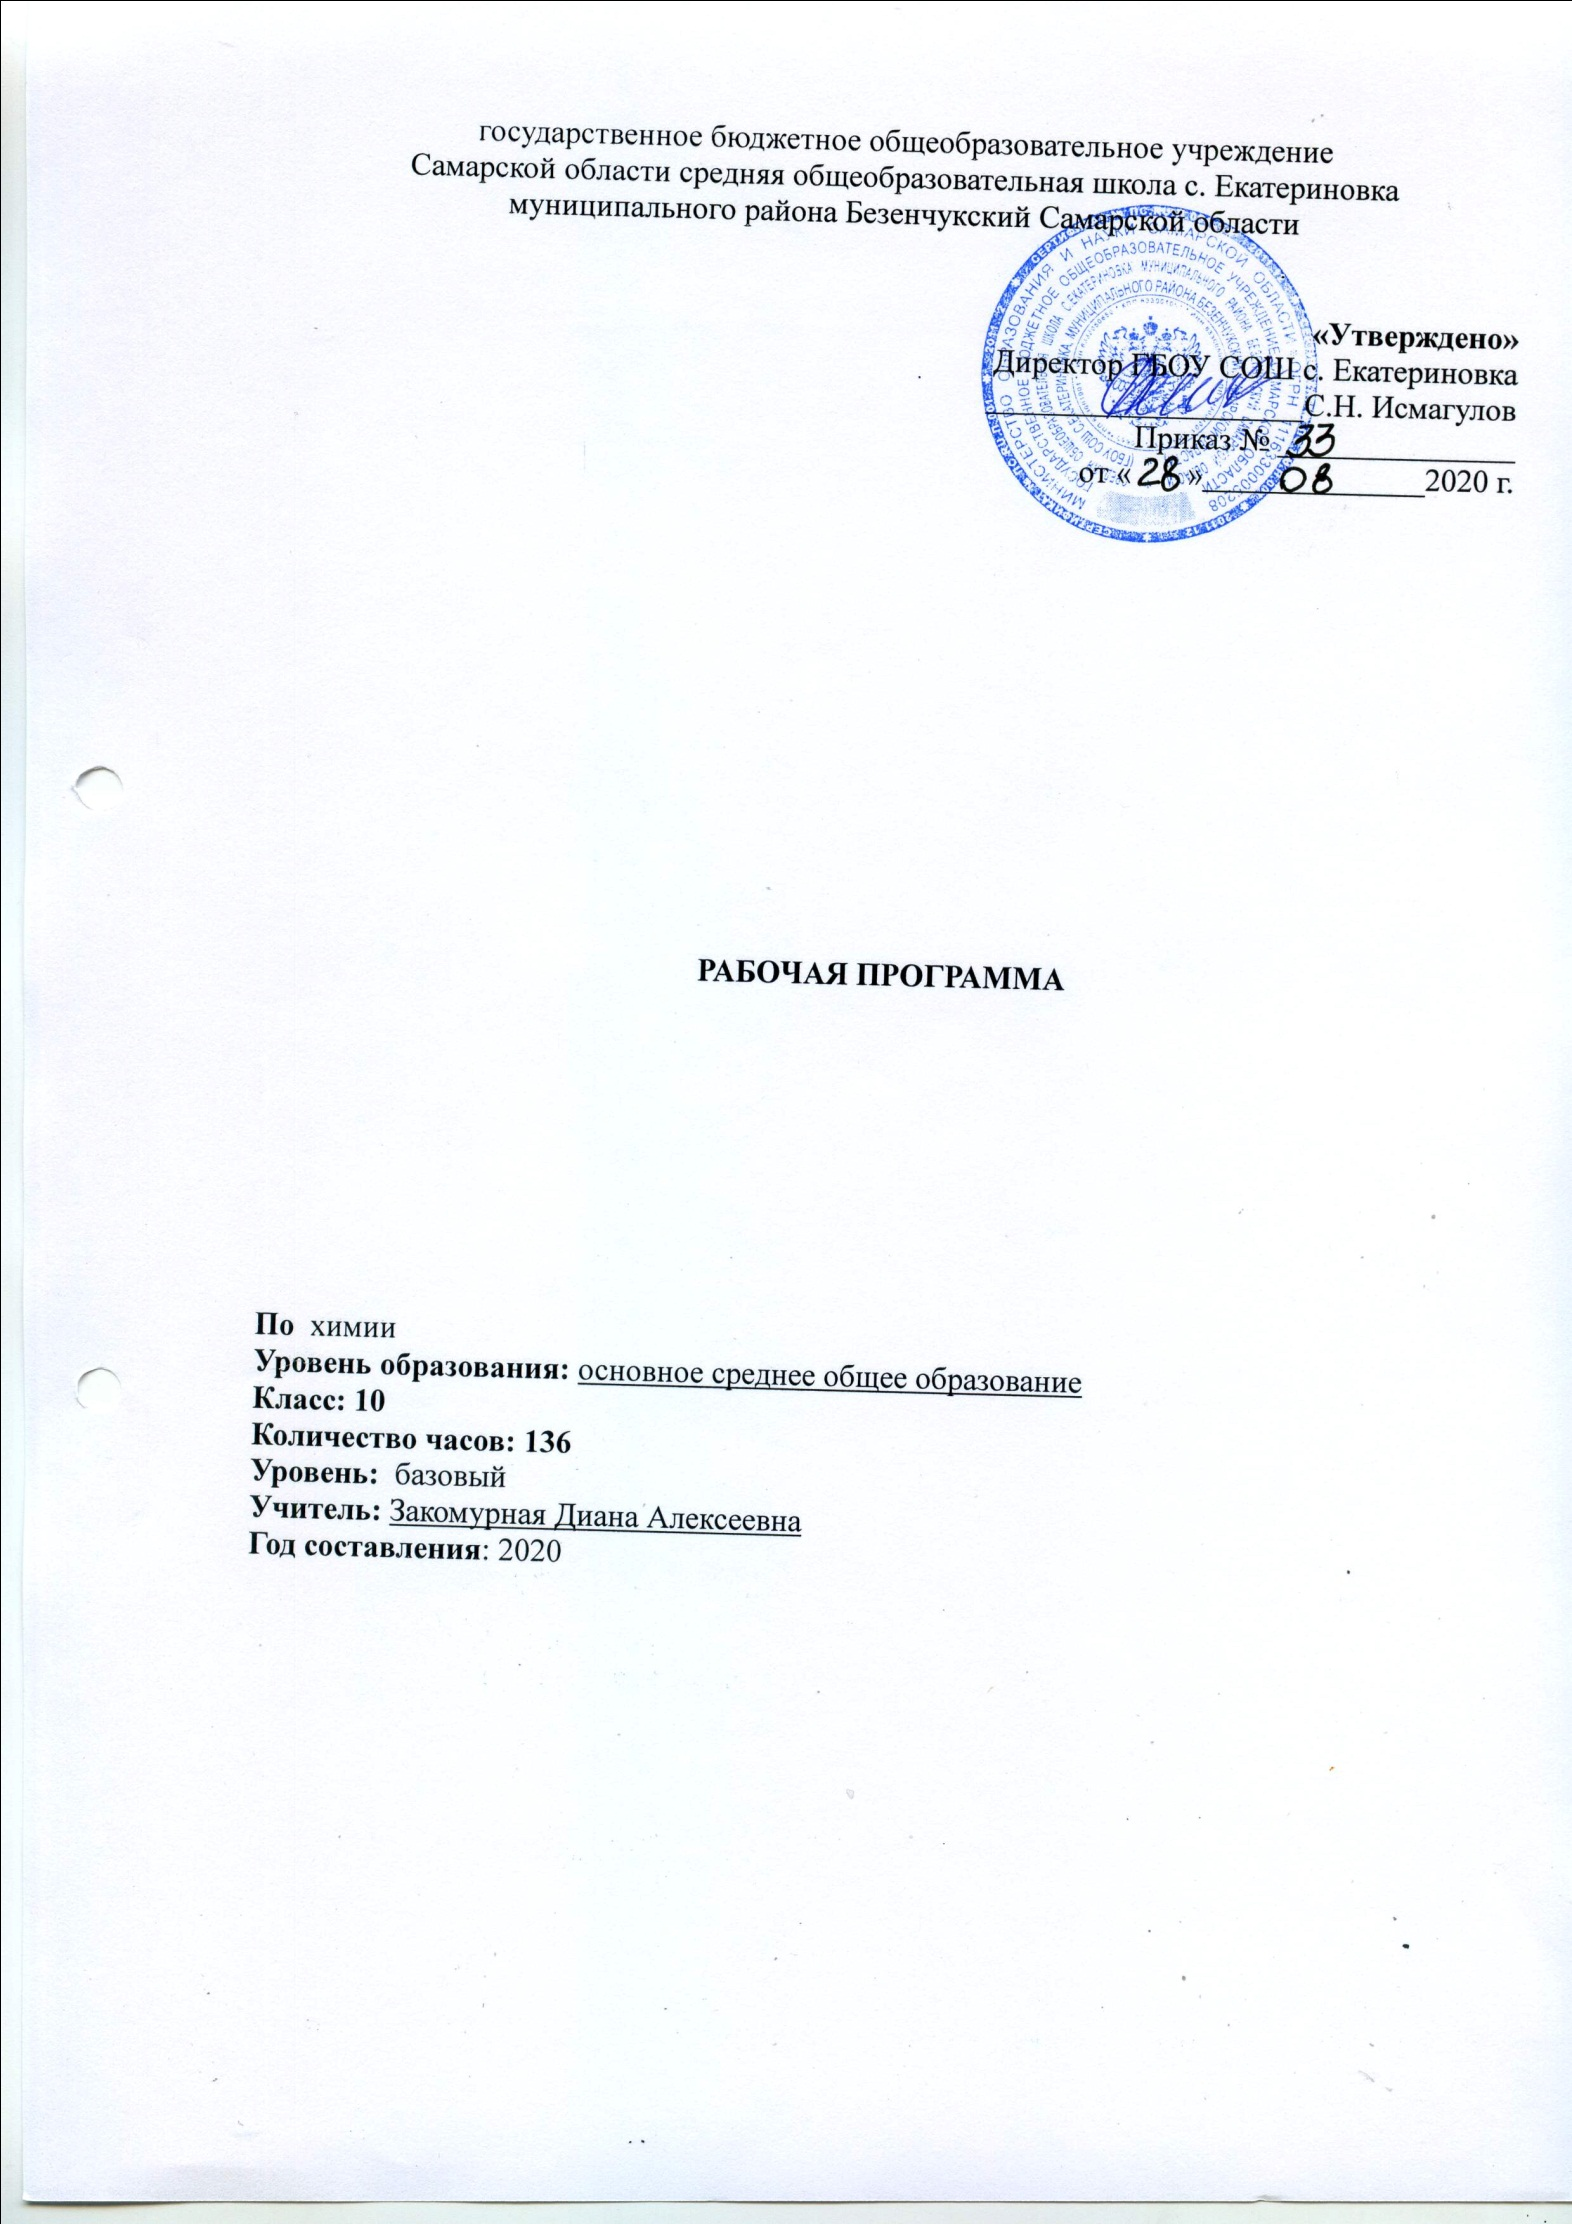 государственное бюджетное общеобразовательное учреждение
Самарской области средняя общеобразовательная школа с. Екатериновка
муниципального района Безенчукский Самарской области
«Утверждено»
Директор ГБОУ СОШ с. Екатериновка
С.Н. Исмагулов
Приказ № 33
от « 28 » 08 2020 г.
РАБОЧАЯ ПРОГРАММА
По химии
Уровень образования: основное среднее общее образование
Класс: 10
Количество часов: 136
Уровень: базовый
Учитель: Закомурная Диана Алексеевна
Год составления: 2020